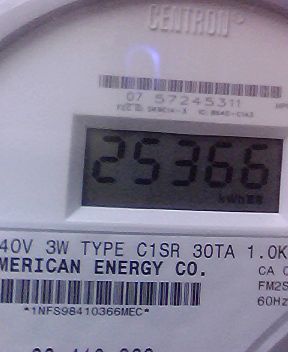 CENTRON®
07 57245311
25366
kWh
40V 3W TYPE C1SR 30TA 1.0K
MERICAN ENERGY CO.
CA
FM2S
60Hz
*1NFS98410366MEC*